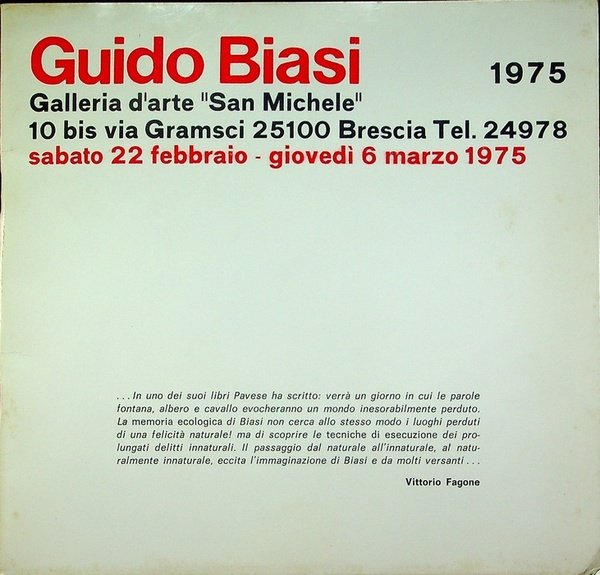 Guido Biasi
1975
Galleria d'arte "San Michele"
10 bis via Gramsci 25100 Brescia Tel. 24978
sabato 22 febbraio - giovedì 6 marzo 1975
...In uno dei suoi libri Pavese ha scritto: verrà un giorno in cui le parole
fontana, albero e cavallo evocheranno un mondo inesorabilmente perduto.
La memoria ecologica di Biasi non cerca allo stesso modo i luoghi perduti
di una felicità naturale! ma di scoprire le tecniche di esecuzione dei pro-
lungati delitti innaturali. Il passaggio dal naturale all'innaturale, al natu-
ralmente innaturale, eccita l'immaginazione di Biasi e da molti versanti...
Vittorio Fagone